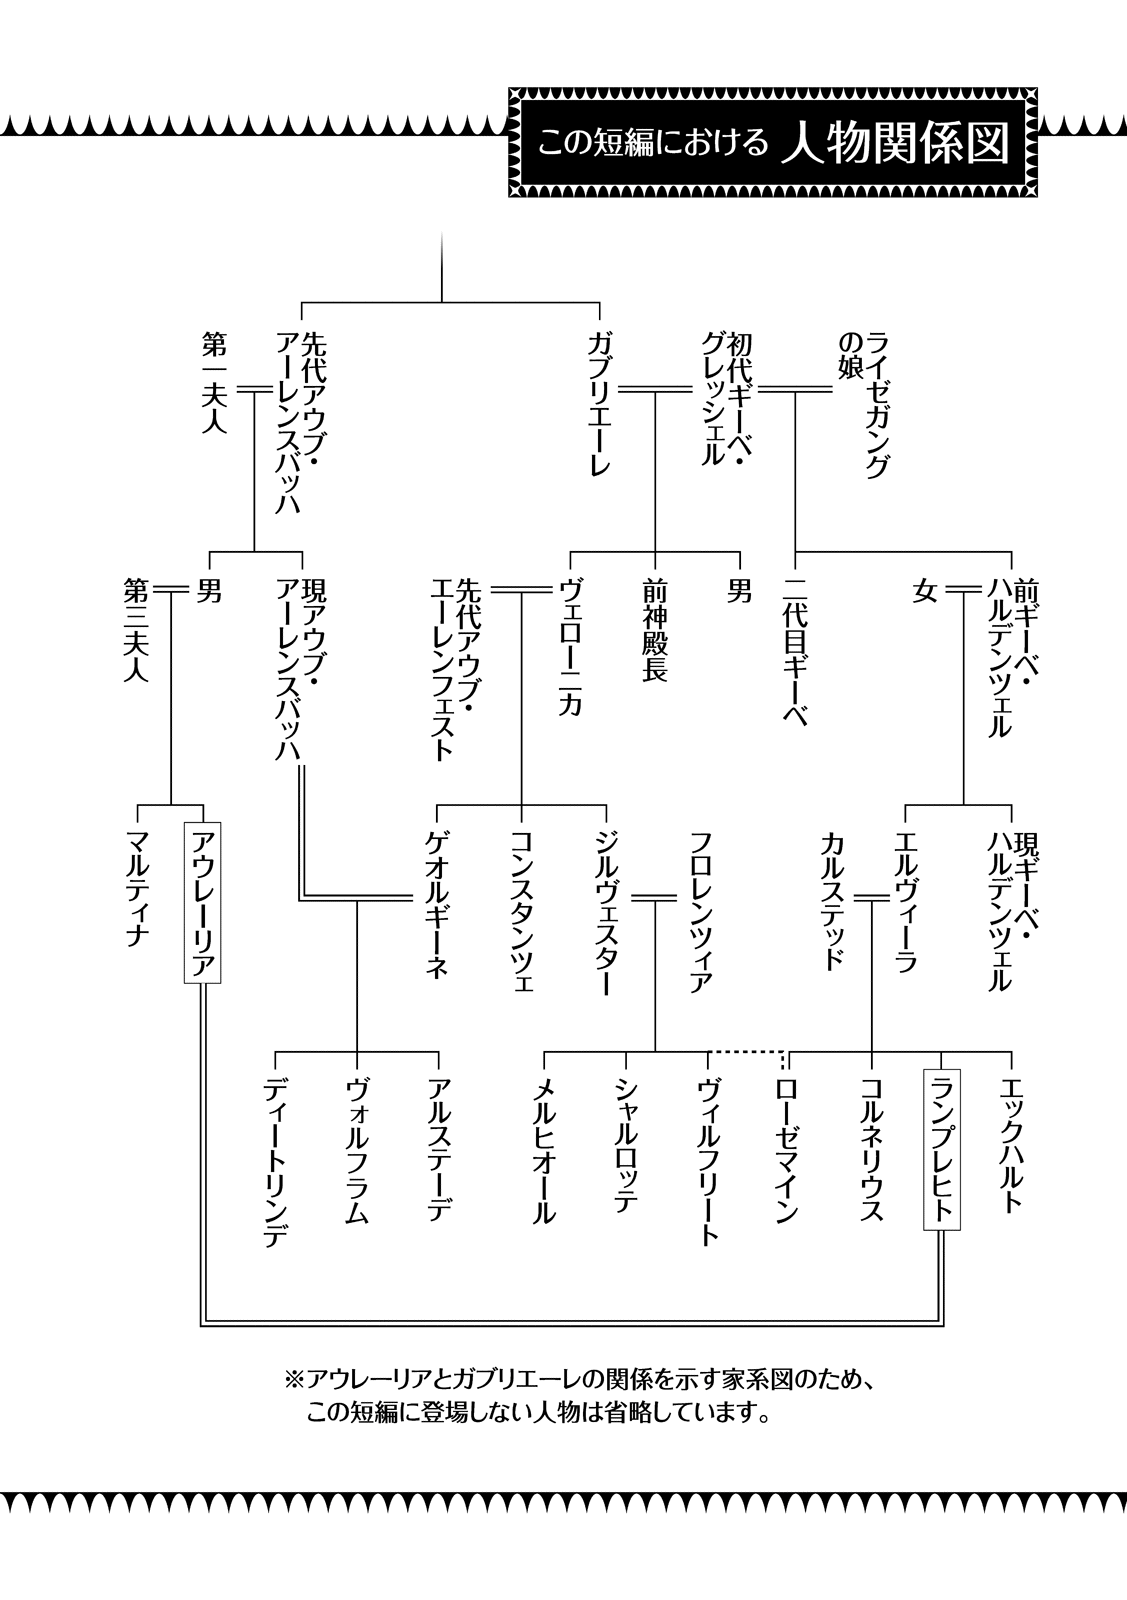 この短編における 人物関係図
ライゼガング
の娘
初代ギーベ・
グレッシェル
ガブリエーレ
先代アウブ・
アーレンスバッハ
第一夫人
前ギーベ・
ハルデンツェル
女
二代目ギーベ
男
前神殿長
ヴェローニカ
先代アウブ・
エーレンフェスト
現アウブ・
アーレンスバッハ
男
第三夫人
現ギーベ・
ハルデンツェル
エルヴィーラ
カルステッド
フロレンツィア
ジルヴェスター
コンスタンツェ
ゲオルギーネ
アウレーリア
マルティナ
エックハルト
ランプレヒト
コルネリウス
ローゼマイン
ヴィルフリート
シャルロッテ
メルヒオール
アルステーデ
ヴォルフラム
ディートリンデ
※アウレーリアとガブリエーレの関係を示す家系図のため、
この短編に登場しない人物は省略しています。